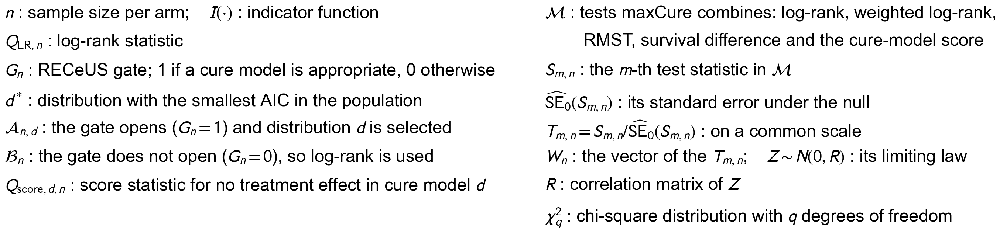 n : sample size per arm; I(·) : indicator function
Q_LR, n : log-rank statistic
G_n : RECeUS gate; 1 if a cure model is appropriate, 0 otherwise
d* : distribution with the smallest AIC in the population
𝒜_n, d : the gate opens (G_n = 1) and distribution d is selected
ℬ_n : the gate does not open (G_n = 0), so log-rank is used
Q_score, d, n : score statistic for no treatment effect in cure model d
ℳ : tests maxCure combines: log-rank, weighted log-rank,
RMST, survival difference and the cure-model score
S_m, n : the m-th test statistic in ℳ
\widehat{SE}_0(S_m, n) : its standard error under the null
T_m, n = S_m, n/\widehat{SE}_0(S_m, n) : on a common scale
W_n : the vector of the T_m, n; Z ~ N(0, R) : its limiting law
R : correlation matrix of Z
χ²_q : chi-square distribution with q degrees of freedom